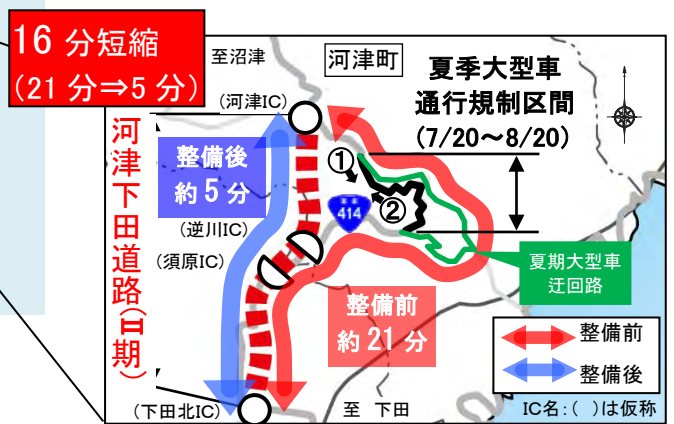 16 分短縮
(21 分⇒5 分)
至沼津
河津町
夏季大型車
通行規制区間
(7/20～8/20)
(河津IC)
河津下田道路(Ⅱ期)
整備後
約 5 分
①
②
414
(逆川IC)
(須原IC)
夏期大型車
迂回路
整備前
約 21 分
整備前
整備後
(下田北IC)
至 下田
IC名:( )は仮称